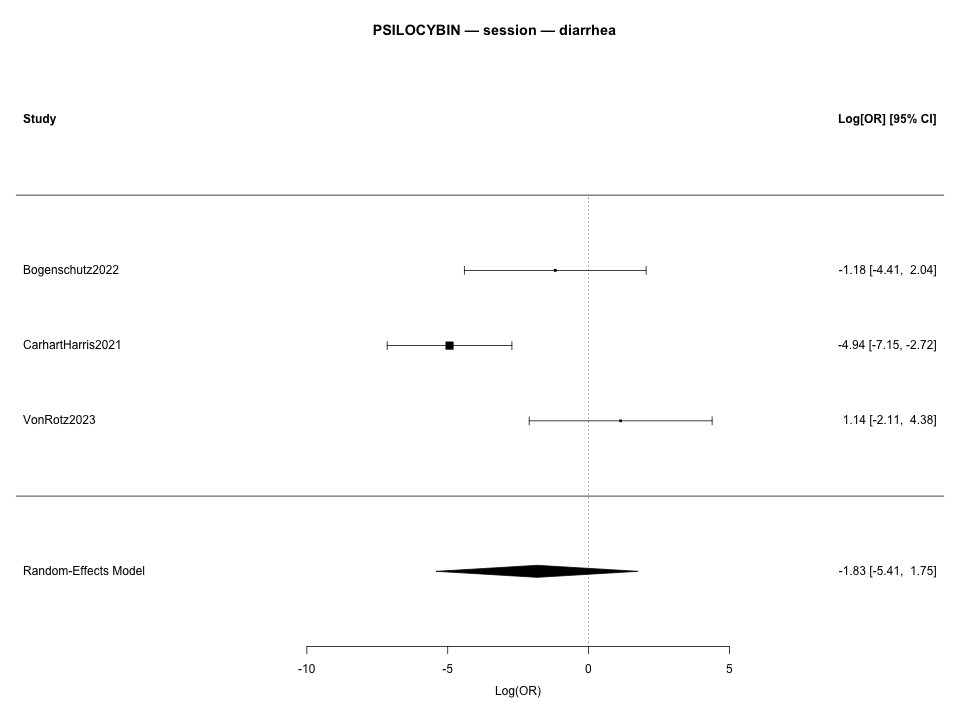 PSILOCYBIN — session — diarrhea
Study Log[OR] [95% CI]
Bogenschutz2022 -1.18 [-4.41, 2.04]
CarhartHarris2021 -4.94 [-7.15, -2.72]
VonRotz2023 1.14 [-2.11, 4.38]
Random-Effects Model -1.83 [-5.41, 1.75]
-10 -5 0 5
Log(OR)